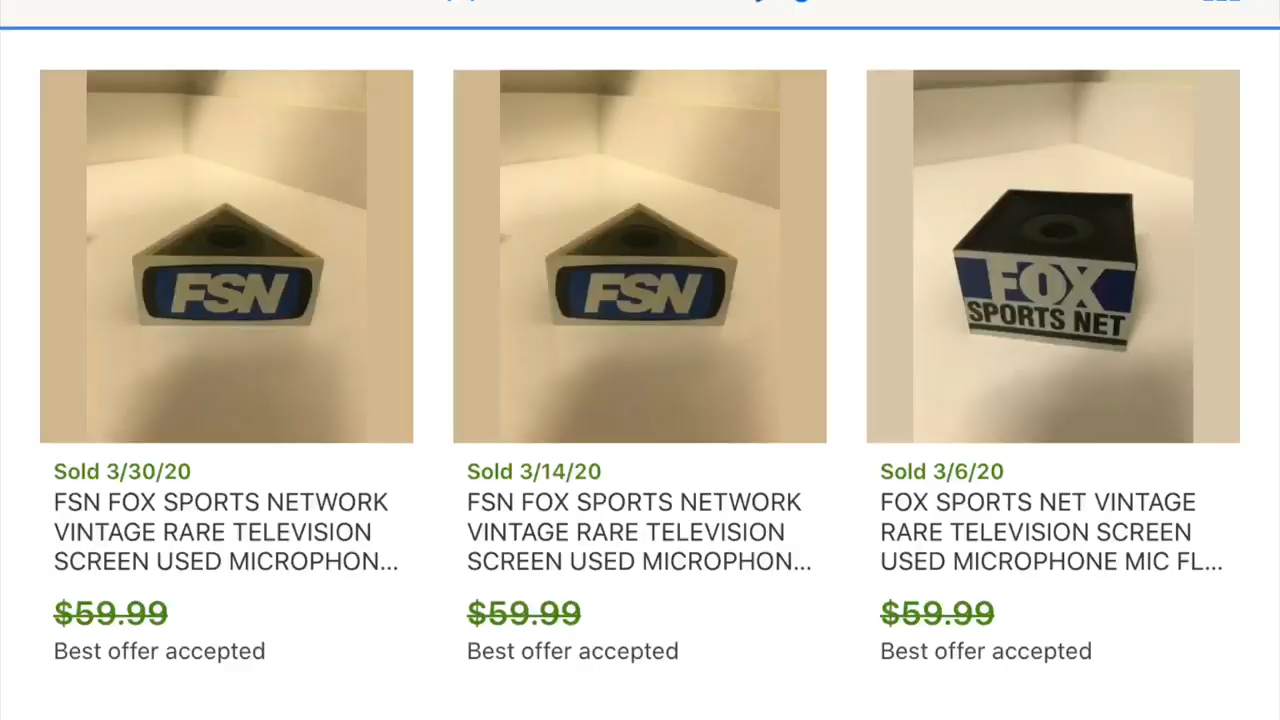 FSN
FSN
FOX
SPORTS NET
Sold 3/30/20
FSN FOX SPORTS NETWORK
VINTAGE RARE TELEVISION
SCREEN USED MICROPHON...
$59.99
Best offer accepted
Sold 3/14/20
FSN FOX SPORTS NETWORK
VINTAGE RARE TELEVISION
SCREEN USED MICROPHON...
$59.99
Best offer accepted
Sold 3/6/20
FOX SPORTS NET VINTAGE
RARE TELEVISION SCREEN
USED MICROPHONE MIC FL...
$59.99
Best offer accepted